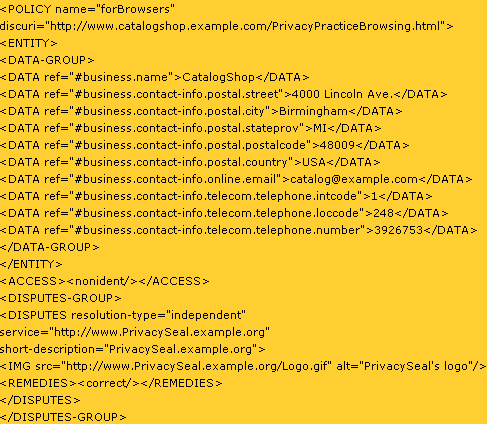 <POLICY name="forBrowsers"
discuri="http://www.catalogshop.example.com/PrivacyPracticeBrowsing.html">
<ENTITY>
<DATA-GROUP>
<DATA ref="#business.name">CatalogShop</DATA>
<DATA ref="#business.contact-info.postal.street">4000 Lincoln Ave.</DATA>
<DATA ref="#business.contact-info.postal.city">Birmingham</DATA>
<DATA ref="#business.contact-info.postal.stateprov">MI</DATA>
<DATA ref="#business.contact-info.postal.postalcode">48009</DATA>
<DATA ref="#business.contact-info.postal.country">USA</DATA>
<DATA ref="#business.contact-info.online.email">catalog@example.com</DATA>
<DATA ref="#business.contact-info.telecom.telephone.intcode">1</DATA>
<DATA ref="#business.contact-info.telecom.telephone.loccode">248</DATA>
<DATA ref="#business.contact-info.telecom.telephone.number">3926753</DATA>
</DATA-GROUP>
</ENTITY>
<ACCESS><nonident/></ACCESS>
<DISPUTES-GROUP>
<DISPUTES resolution-type="independent"
service="http://www.PrivacySeal.example.org"
short-description="PrivacySeal.example.org">
<IMG src="http://www.PrivacySeal.example.org/Logo.gif" alt="PrivacySeal's logo"/>
<REMEDIES><correct/></REMEDIES>
</DISPUTES>
</DISPUTES-GROUP>